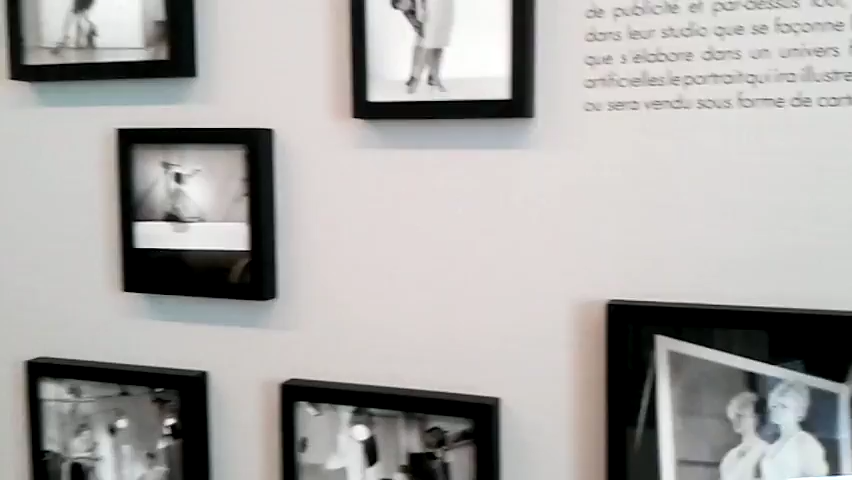 de publicité et par-dessus tout,
dans leur studio que se façonne
que s'élabore dans un univers
artificielles le portrait qui ira illustre
ou sera vendu sous forme de cart